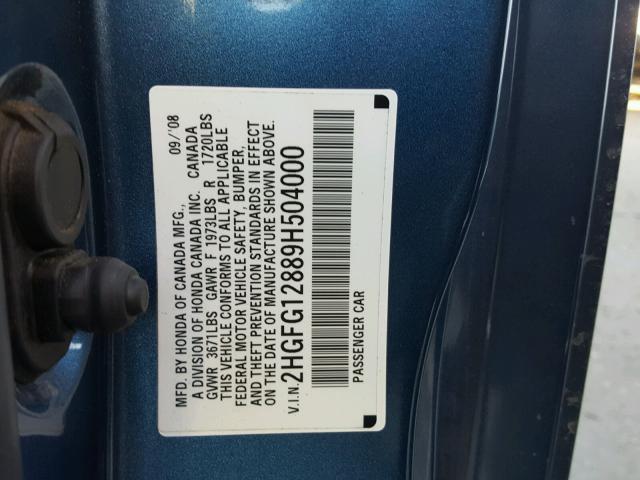 MFD. BY HONDA OF CANADA MFG., 09/'08
A DIVISION OF HONDA CANADA INC. CANADA
GVWR 3671LBS GAWR F 1973LBS R 1720LBS
THIS VEHICLE CONFORMS TO ALL APPLICABLE
FEDERAL MOTOR VEHICLE SAFETY, BUMPER,
AND THEFT PREVENTION STANDARDS IN EFFECT
ON THE DATE OF MANUFACTURE SHOWN ABOVE.
V.I.N. 2HGFG12889H504000
PASSENGER CAR